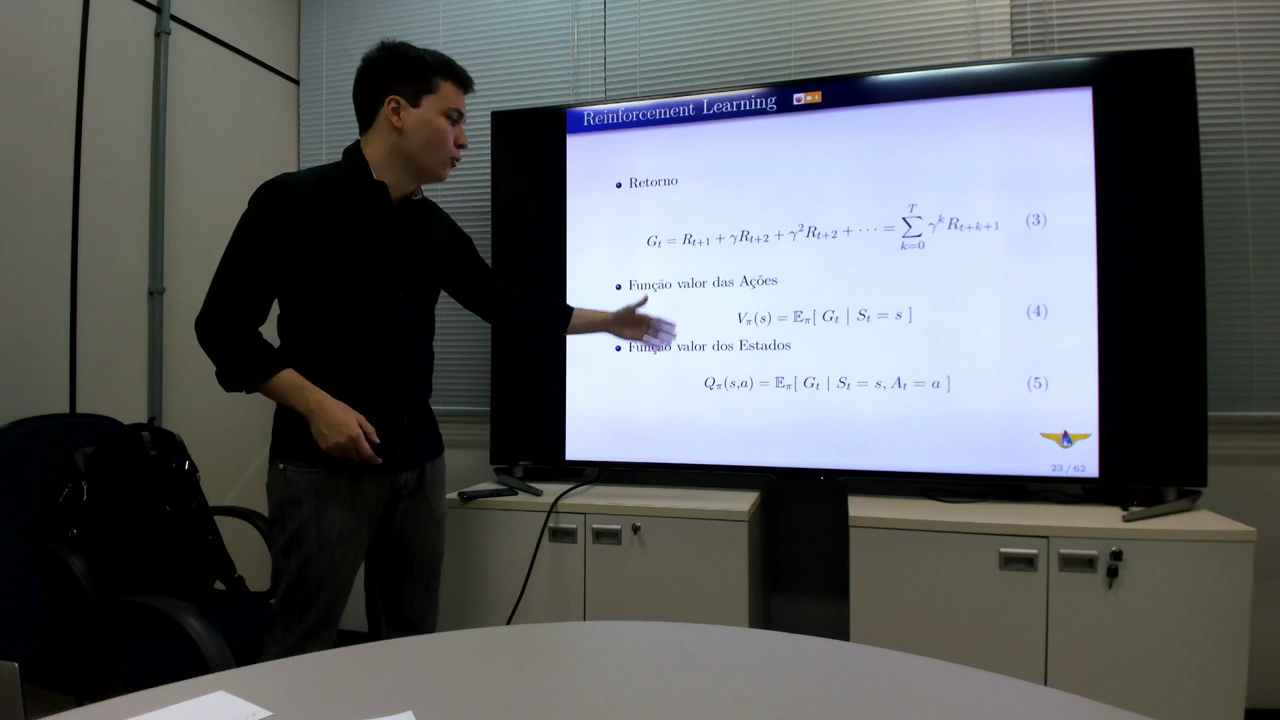 Reinforcement Learning
Retorno
G_t = R_{t+1} + γR_{t+2} + γ^2R_{t+2} + ⋯ = \sum_{k=0}^{T} γ^k R_{t+k+1} (3)
Função valor das Ações
V_π(s) = 𝔼_π[ G_t | S_t = s ] (4)
Função valor dos Estados
Q_π(s,a) = 𝔼_π[ G_t | S_t = s, A_t = a ] (5)
23 / 62